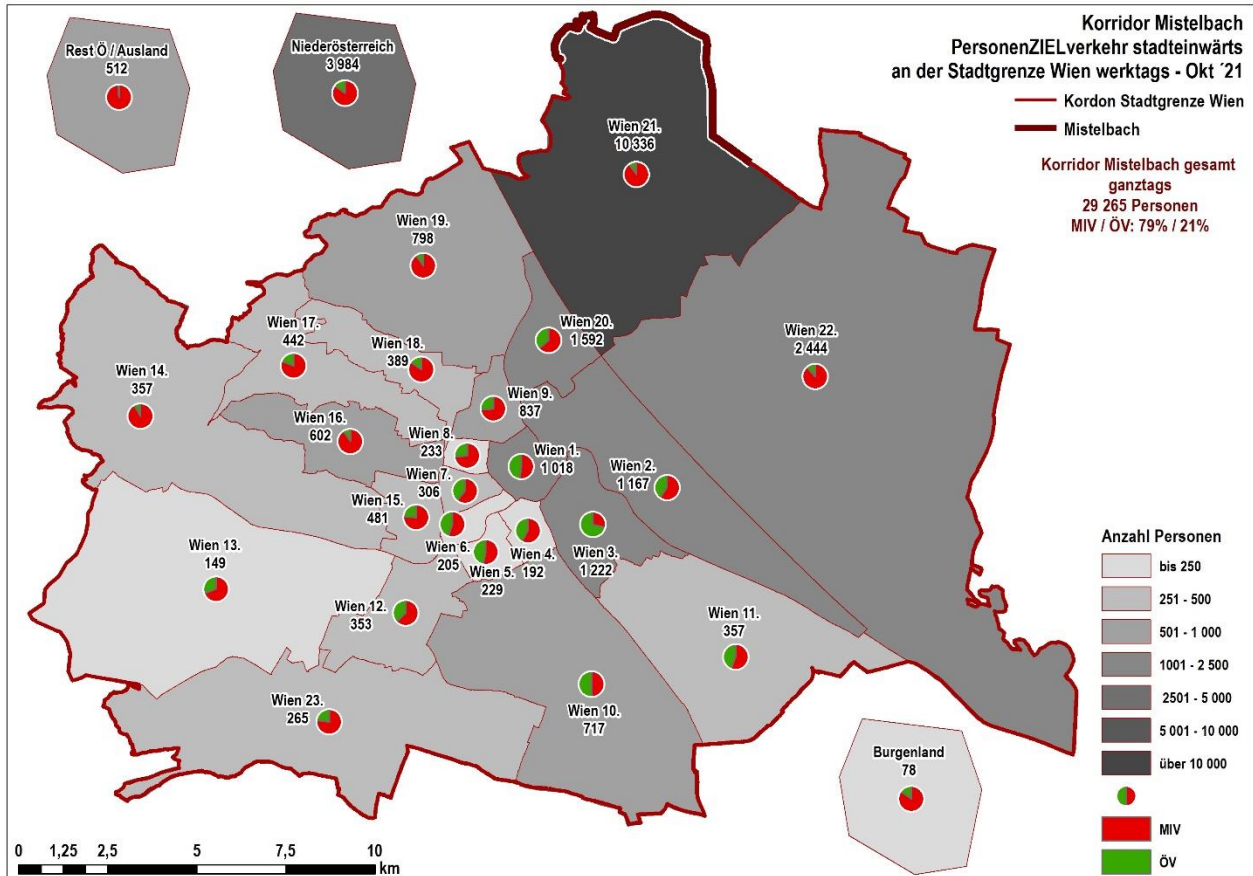 Korridor Mistelbach
PersonenZIELverkehr stadteinwärts
an der Stadtgrenze Wien werktags - Okt ´21
Kordon Stadtgrenze Wien
Mistelbach
Korridor Mistelbach gesamt
ganztags
29 265 Personen
MIV / ÖV: 79% / 21%
Rest Ö / Ausland
512
Niederösterreich
3 984
Wien 21.
10 336
Wien 19.
798
Wien 20.
1 592
Wien 22.
2 444
Wien 17.
442
Wien 18.
389
Wien 14.
357
Wien 9.
837
Wien 16.
602
Wien 8.
233
Wien 1.
1 018
Wien 2.
1 167
Wien 7.
306
Wien 15.
481
Wien 6.
205
Wien 5.
229
Wien 4.
192
Wien 3.
1 222
Wien 13.
149
Wien 12.
353
Wien 11.
357
Wien 23.
265
Wien 10.
717
Burgenland
78
Anzahl Personen
bis 250
251 - 500
501 - 1 000
1001 - 2 500
2501 - 5 000
5 001 - 10 000
über 10 000
MIV
ÖV
0 1,25 2,5 5 7,5 10
km